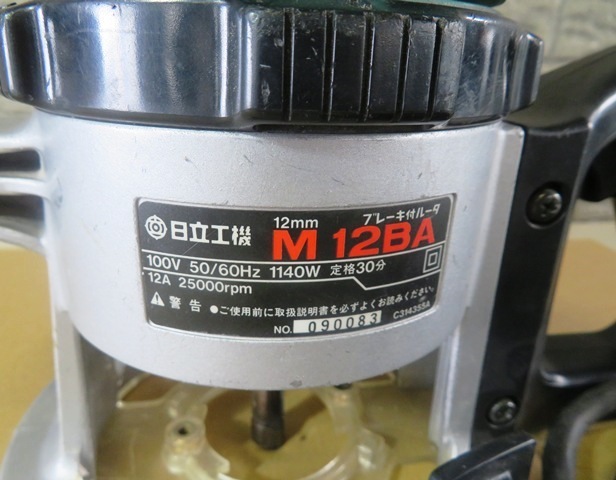 日立工機 12mm ブレーキ付ルータ
M 12BA
100V 50/60Hz 1140W 定格30分
12A 25000rpm
警告 ●ご使用前に取扱説明書を必ずよくお読みください。
NO. 090083 C314355A